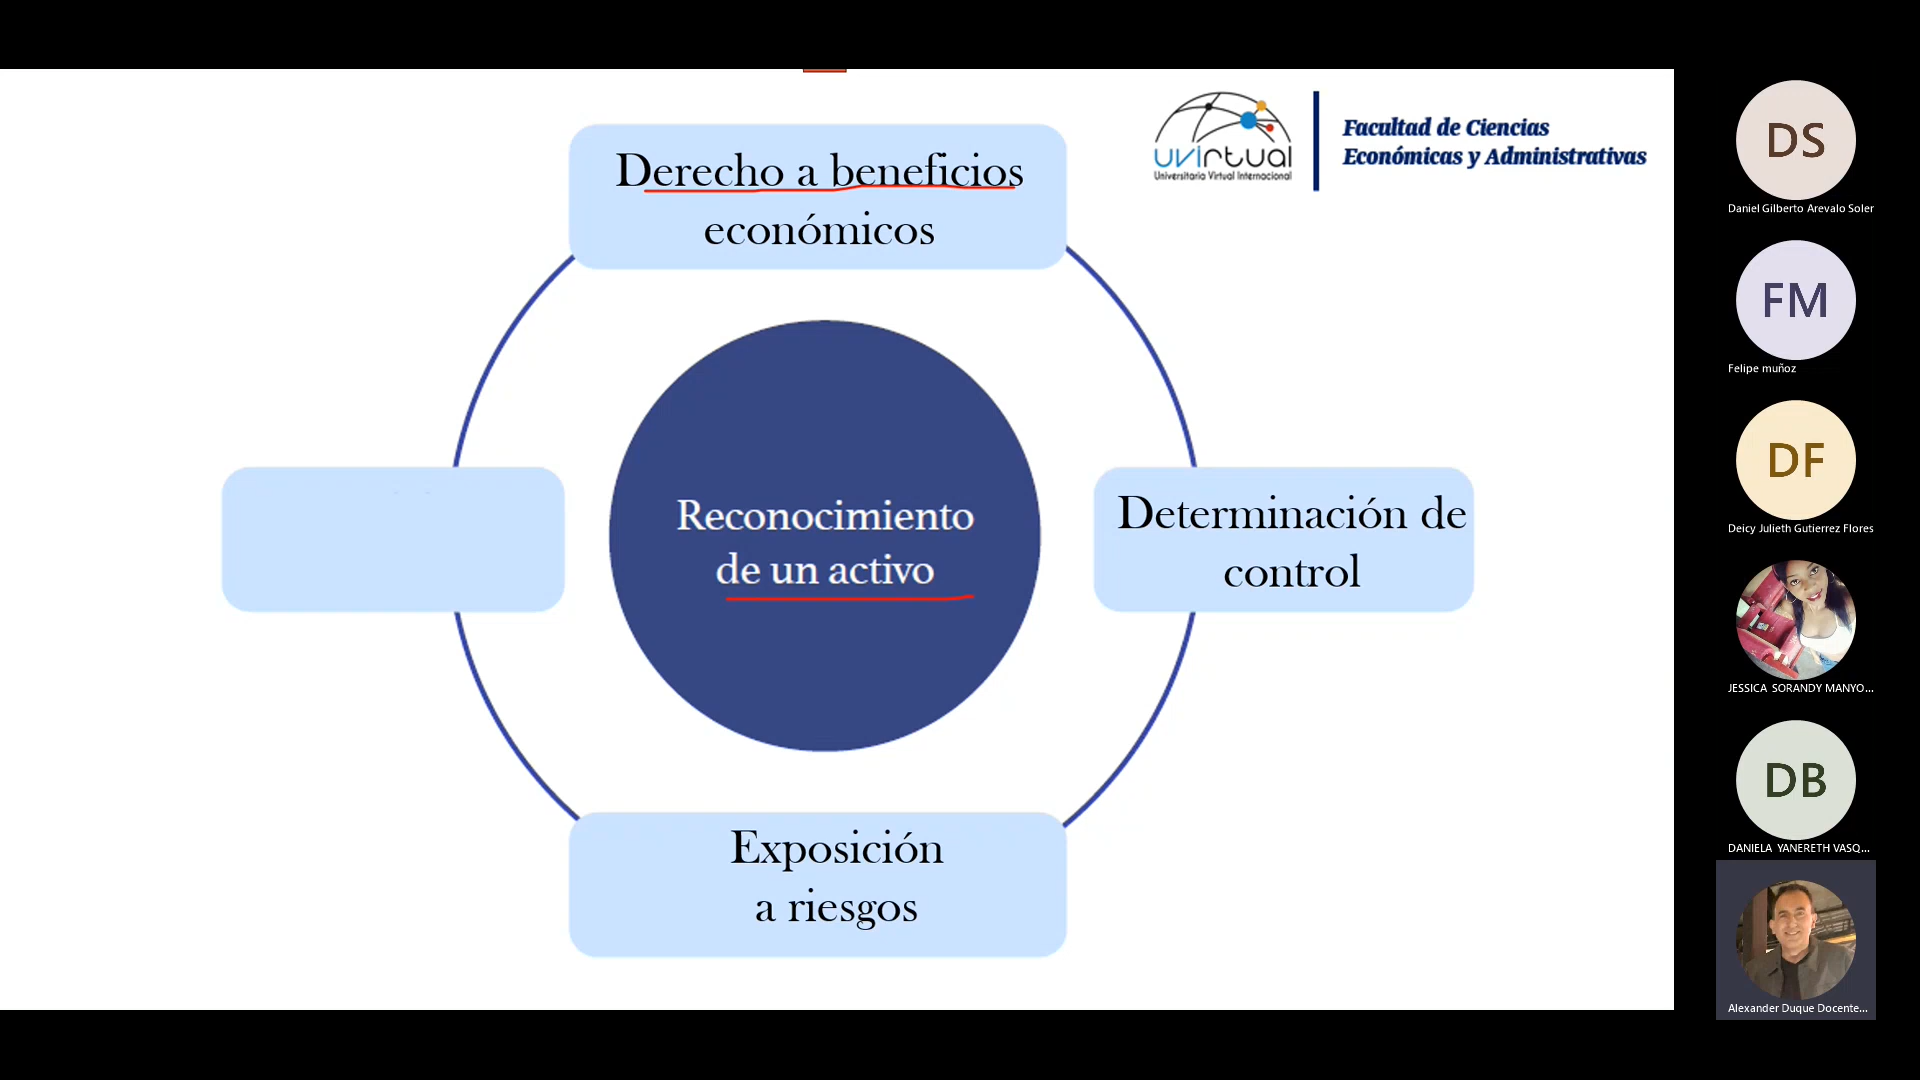 Derecho a beneficios
económicos
uvirtual
Universitaria Virtual Internacional
Facultad de Ciencias
Económicas y Administrativas
Reconocimiento
de un activo
Determinación de
control
Exposición
a riesgos
DS
Daniel Gilberto Arevalo Soler
FM
Felipe muñoz
DF
Deicy Julieth Gutierrez Flores
JESSICA SORANDY MANYO...
DB
DANIELA YANERETH VASQ...
Alexander Duque Docente...